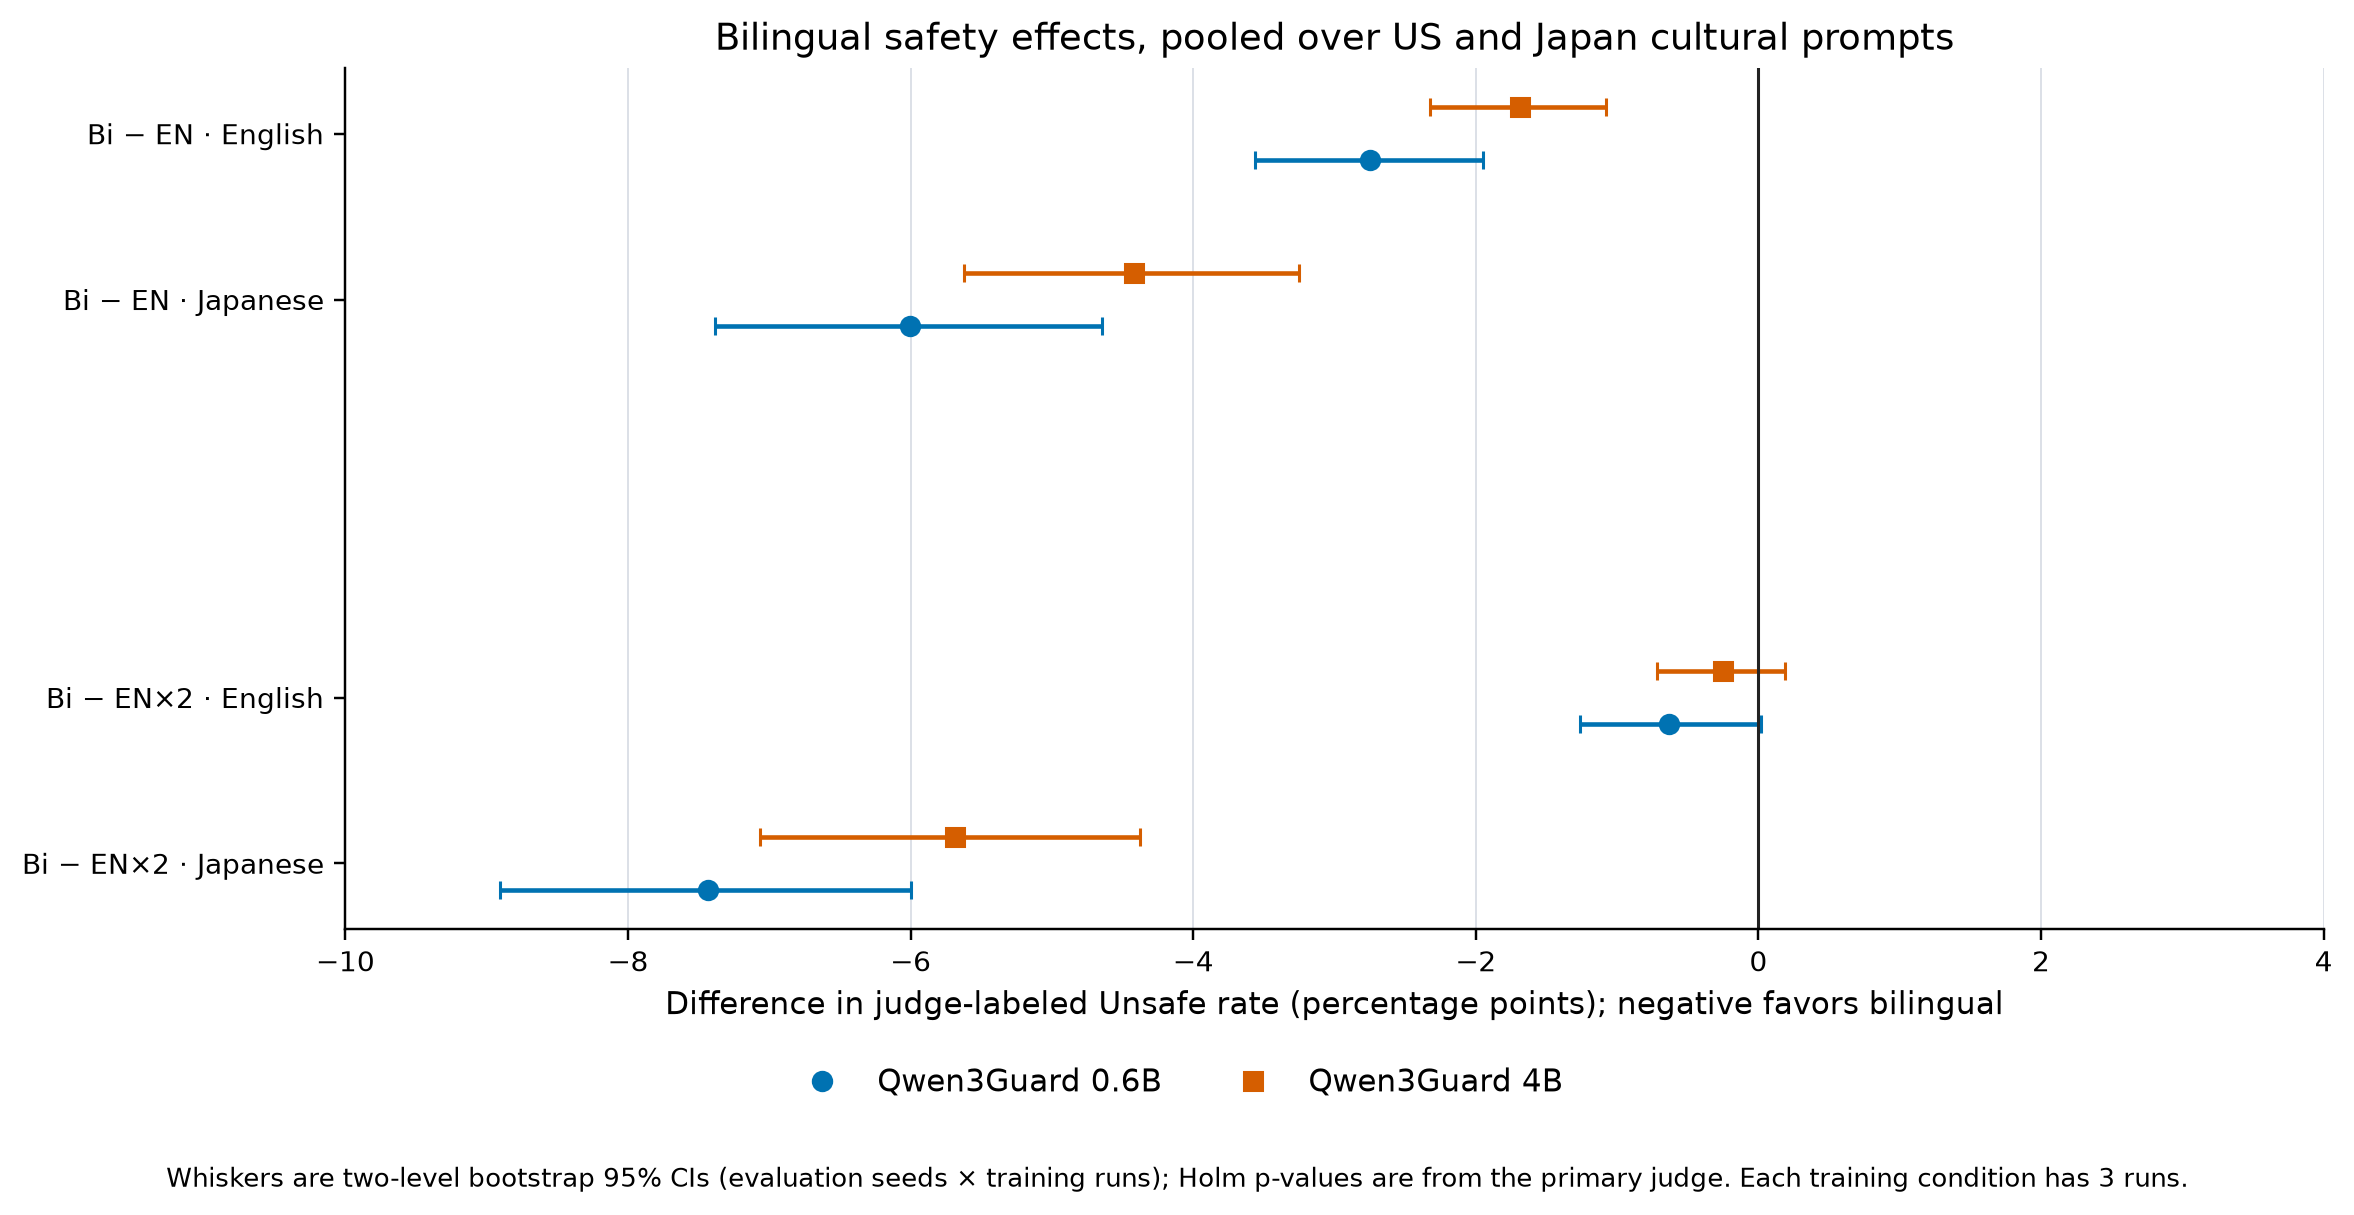 Bilingual safety effects, pooled over US and Japan cultural prompts
Bi − EN · English
Bi − EN · Japanese
Bi − EN×2 · English
Bi − EN×2 · Japanese
−10 −8 −6 −4 −2 0 2 4
Difference in judge-labeled Unsafe rate (percentage points); negative favors bilingual
Qwen3Guard 0.6B Qwen3Guard 4B
Whiskers are two-level bootstrap 95% CIs (evaluation seeds × training runs); Holm p-values are from the primary judge. Each training condition has 3 runs.